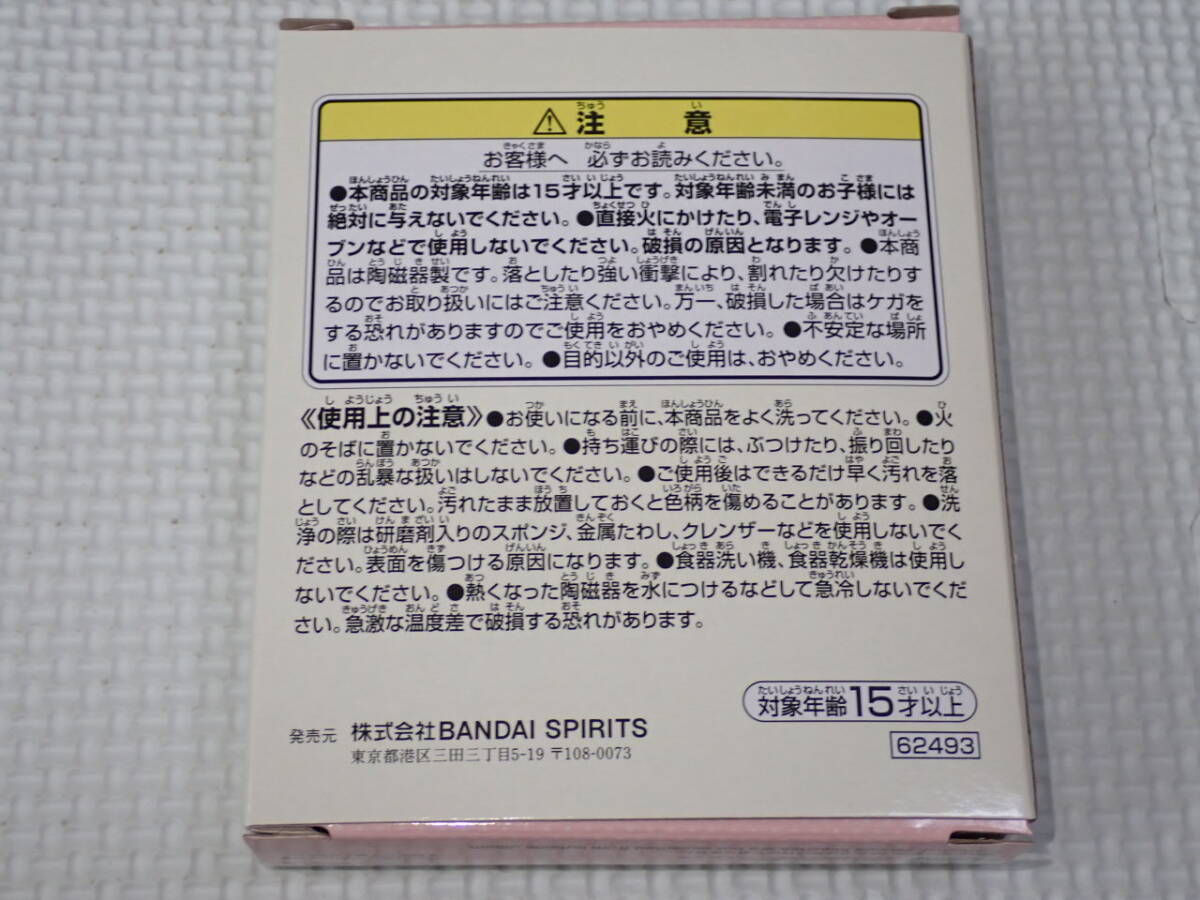 ⚠注意
お客様へ 必ずお読みください。
●本商品の対象年齢は15才以上です。対象年齢未満のお子様には
絶対に与えないでください。●直接火にかけたり、電子レンジやオー
ブンなどで使用しないでください。破損の原因となります。●本商
品は陶磁器製です。落としたり強い衝撃により、割れたり欠けたりす
るのでお取り扱いにはご注意ください。万一、破損した場合はケガを
する恐れがありますのでご使用をおやめください。●不安定な場所
に置かないでください。●目的以外のご使用は、おやめください。
《使用上の注意》●お使いになる前に、本商品をよく洗ってください。●火
のそばに置かないでください。●持ち運びの際には、ぶつけたり、振り回したり
などの乱暴な扱いはしないでください。●ご使用後はできるだけ早く汚れを落
としてください。汚れたまま放置しておくと色柄を傷めることがあります。●洗
浄の際は研磨剤入りのスポンジ、金属たわし、クレンザーなどを使用しないでく
ださい。表面を傷つける原因になります。●食器洗い機、食器乾燥機は使用し
ないでください。●熱くなった陶磁器を水につけるなどして急冷しないでくだ
さい。急激な温度差で破損する恐れがあります。
対象年齢15才以上
発売元 株式会社BANDAI SPIRITS
東京都港区三田三丁目5-19 〒108-0073
62493